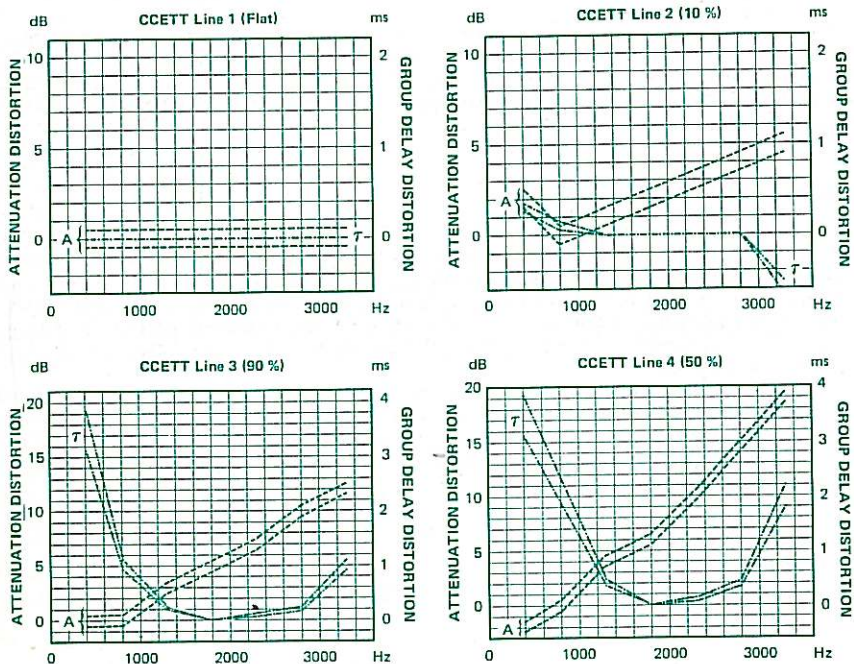 CCETT Line 1 (Flat)
dB
ms
ATTENUATION DISTORTION
10
5
0
A
τ
2
1
0
GROUP DELAY DISTORTION
0 1000 2000 3000 Hz
CCETT Line 2 (10 %)
dB
ms
ATTENUATION DISTORTION
10
5
0
A
τ
2
1
0
GROUP DELAY DISTORTION
0 1000 2000 3000 Hz
CCETT Line 3 (90 %)
dB
ms
ATTENUATION DISTORTION
20
15
10
5
0
τ
A
4
3
2
1
0
GROUP DELAY DISTORTION
0 1000 2000 3000 Hz
CCETT Line 4 (50 %)
dB
ms
ATTENUATION DISTORTION
20
15
10
5
0
τ
A
4
3
2
1
0
GROUP DELAY DISTORTION
0 1000 2000 3000 Hz